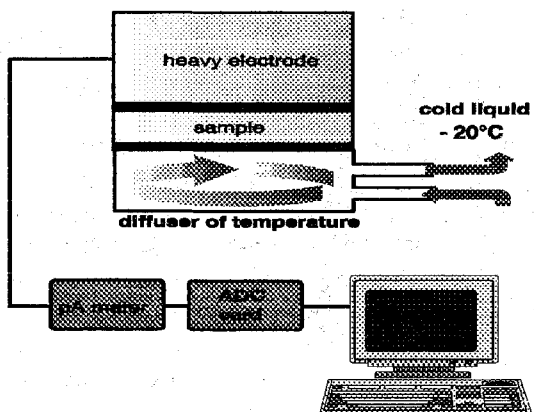 heavy electrode
sample
cold liquid
- 20°C
diffuser of temperature
pA meter
ADC
card